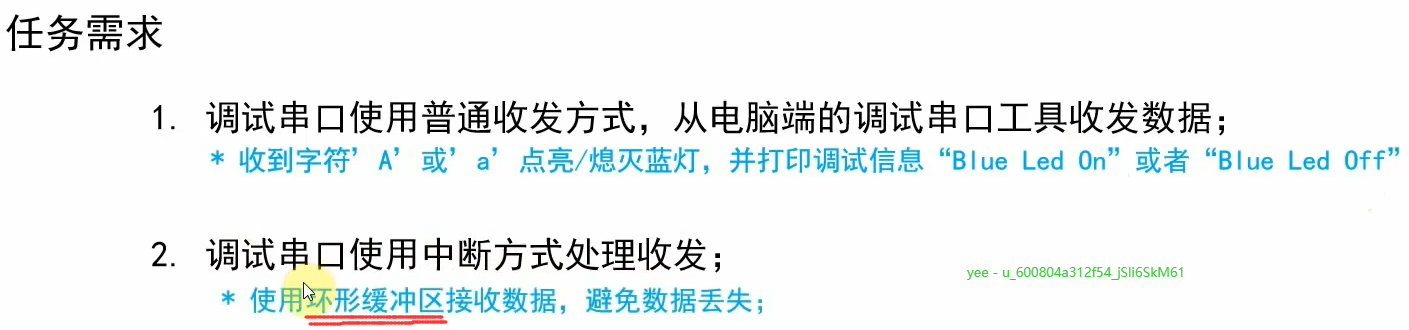 任务需求
1. 调试串口使用普通收发方式，从电脑端的调试串口工具收发数据；
* 收到字符’A’或’a’点亮/熄灭蓝灯，并打印调试信息“Blue Led On”或者“Blue Led Off”
2. 调试串口使用中断方式处理收发；
yee - u_600804a312f54_jSli6SkM61
* 使用环形缓冲区接收数据，避免数据丢失；